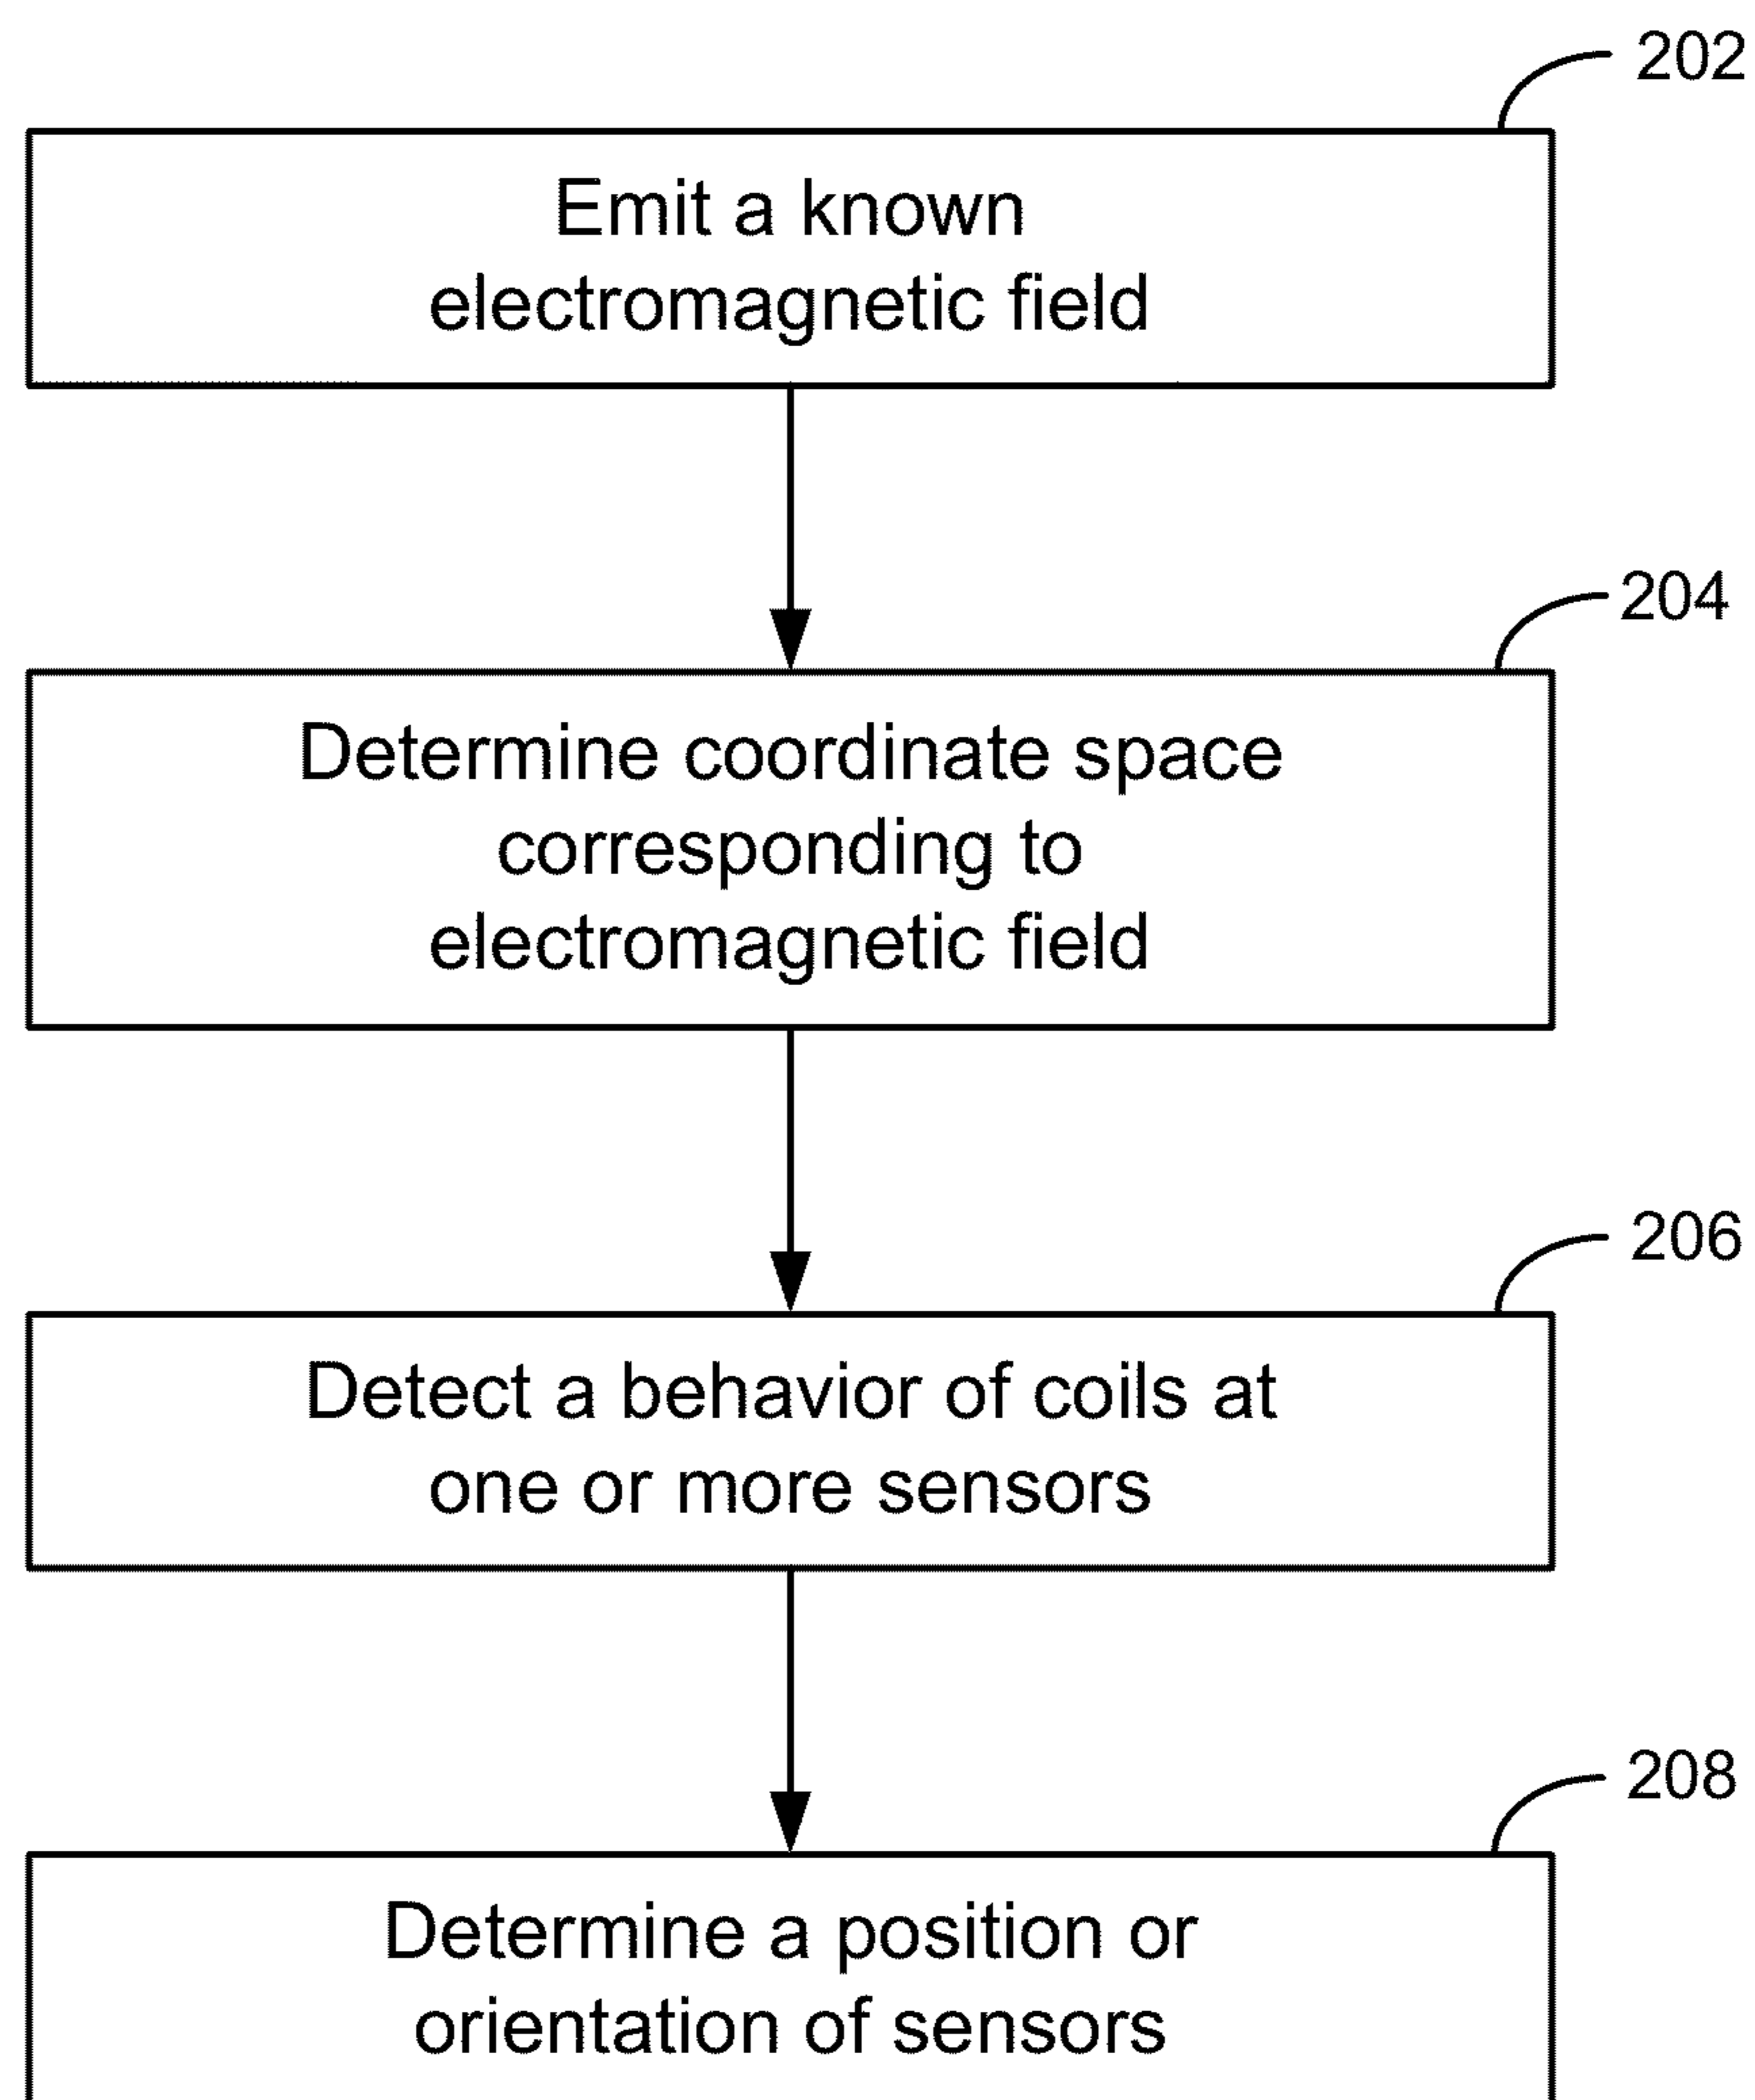 202
Emit a known
electromagnetic field
204
Determine coordinate space
corresponding to
electromagnetic field
206
Detect a behavior of coils at
one or more sensors
208
Determine a position or
orientation of sensors